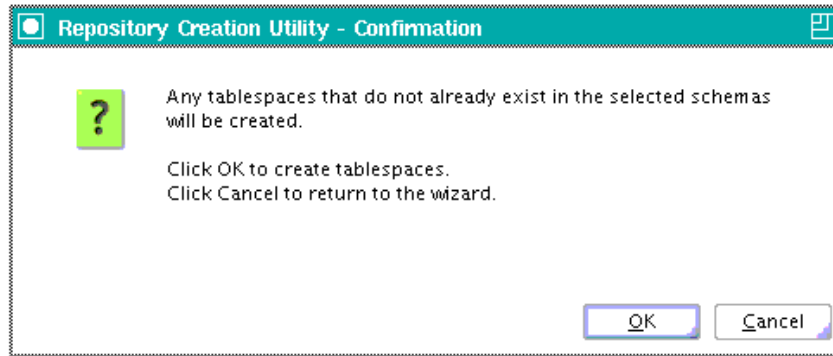 Repository Creation Utility - Confirmation
Any tablespaces that do not already exist in the selected schemas
will be created.
Click OK to create tablespaces.
Click Cancel to return to the wizard.
OK
Cancel